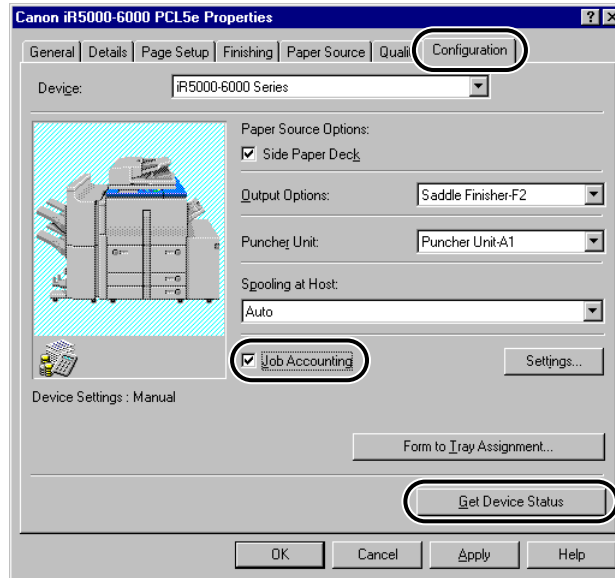 Canon iR5000-6000 PCL5e Properties
General Details Page Setup Finishing Paper Source Configuration
Device: iR5000-6000 Series
Paper Source Options:
Side Paper Deck
Output Options: Saddle Finisher-F2
Puncher Unit: Puncher Unit-A1
Spooling at Host:
Auto
Job Accounting Settings...
Device Settings : Manual
Form to Tray Assignment...
Get Device Status
OK Cancel Apply Help